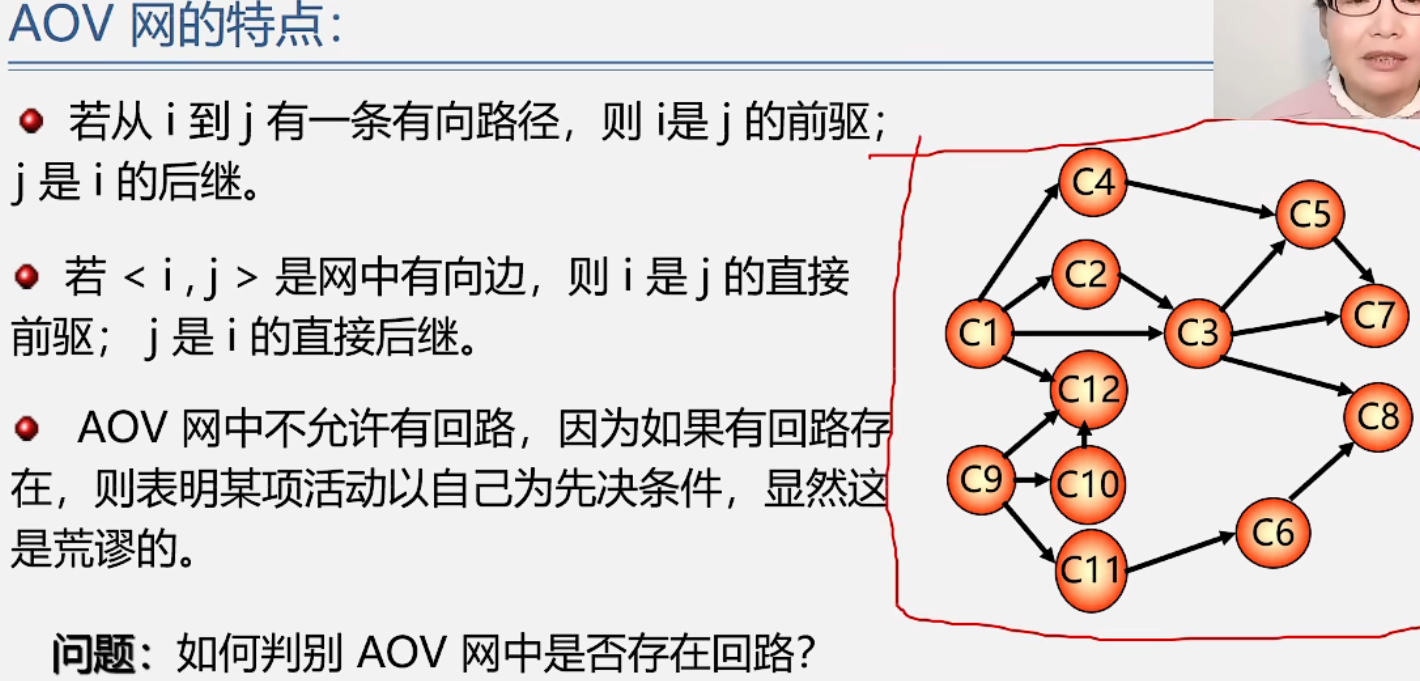 AOV 网的特点：
若从 i 到 j 有一条有向路径，则 i是 j 的前驱；
j 是 i 的后继。
若 < i , j > 是网中有向边，则 i 是 j 的直接
前驱； j 是 i 的直接后继。
AOV 网中不允许有回路，因为如果有回路存
在，则表明某项活动以自己为先决条件，显然这
是荒谬的。
问题：如何判别 AOV 网中是否存在回路？
C4
C5
C2
C7
C1
C3
C12
C8
C9
C10
C6
C11